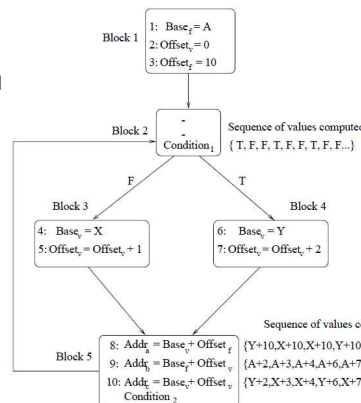 Block 1
1: Base_f = A
2: Offset_v = 0
3: Offset_f = 10
Block 2
-
-
Condition_1
Sequence of values computed
{ T, F, F, T, F, F, T, F, F...}
F
T
Block 3
Block 4
4: Base_v = X
5: Offset_v = Offset_v + 1
6: Base_v = Y
7: Offset_v = Offset_v + 2
Sequence of values co
Block 5
8: Addr_a = Base_v + Offset_f
{Y+10,X+10,X+10,Y+10
9: Addr_b = Base_f + Offset_v
{A+2,A+3,A+4,A+6,A+7
10: Addr_c = Base_v + Offset_v
{Y+2,X+3,X+4,Y+6,X+7
Condition_2